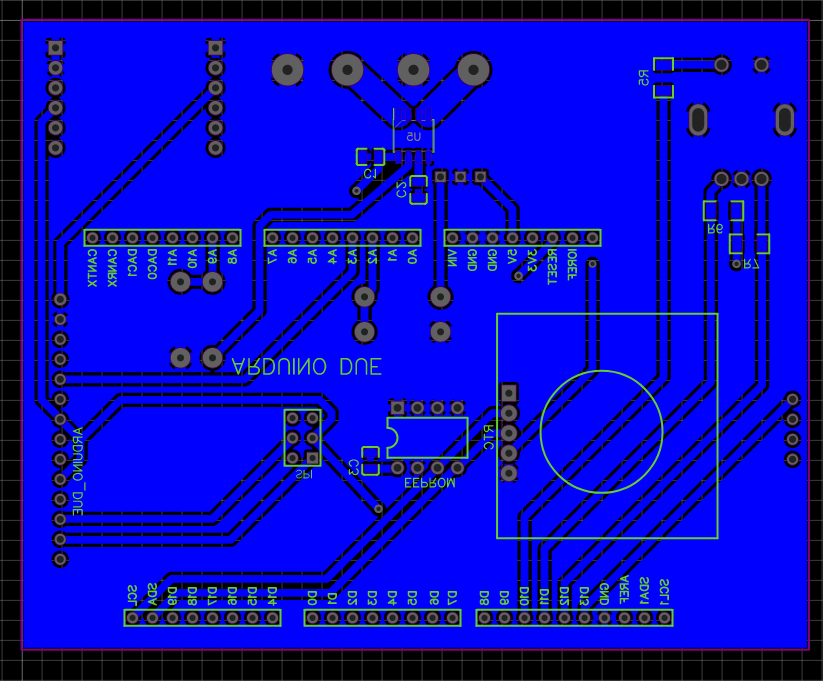 R5
U5
C1
C2
R6
R7
CANTX
CANRX
DAC1
DAC0
A11
A10
A9
A8
A7
A6
A5
A4
A3
A2
A1
A0
VIN
GND
GND
5V
3V3
RESET
IOREF
ARDUINO DUE
ARDUINO_DUE
SPI
C3
EEPROM
RTC
SCL
SDA
D19
D18
D17
D16
D15
D14
D0
D1
D2
D3
D4
D5
D6
D7
D8
D9
D10
D11
D12
D13
GND
AREF
SDA1
SCL1